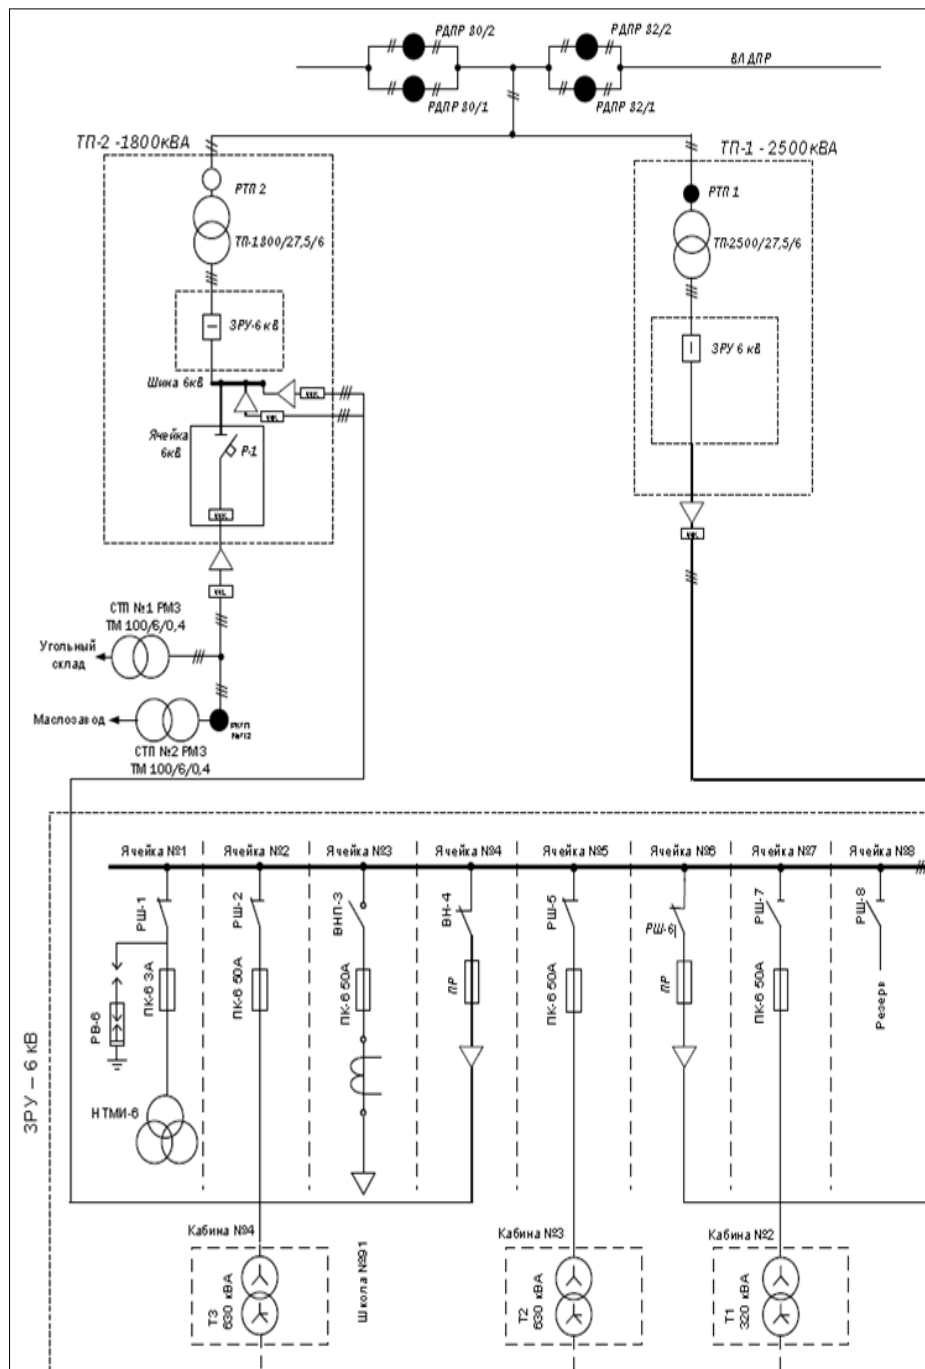 РДПР 80/2
РДПР 82/2
ВЛ ДПР
РДПР 80/1
РДПР 82/1
ТП-2 -1800кВА
ТП-1 - 2500кВА
РТП 2
РТП 1
ТП-1800/27,5/6
ТП-2500/27,5/6
ЗРУ-6 кВ
ЗРУ 6 кВ
Шина 6кВ
Ячейка
6кВ
Р-1
СТП №1 РМЗ
ТМ 100/6/0,4
Угольный
склад
Маслозавод
СТП №2 РМЗ
ТМ 100/6/0,4
Ячейка №1
Ячейка №2
Ячейка №3
Ячейка №4
Ячейка №5
Ячейка №6
Ячейка №7
Ячейка №8
РШ-1
РШ-2
ВНП-3
ВН-4
РШ-5
РШ-6
РШ-7
РШ-8
РВ-6
ПК-6 3А
ПК-6 50А
ПК-6 50А
ПР
ПК-6 50А
ПР
ПК-6 50А
Резерв
ЗРУ – 6 кВ
НТМИ-6
Кабина №4
Кабина №3
Кабина №2
Т3
630 кВА
Школа №91
Т2
630 кВА
Т1
320 кВА